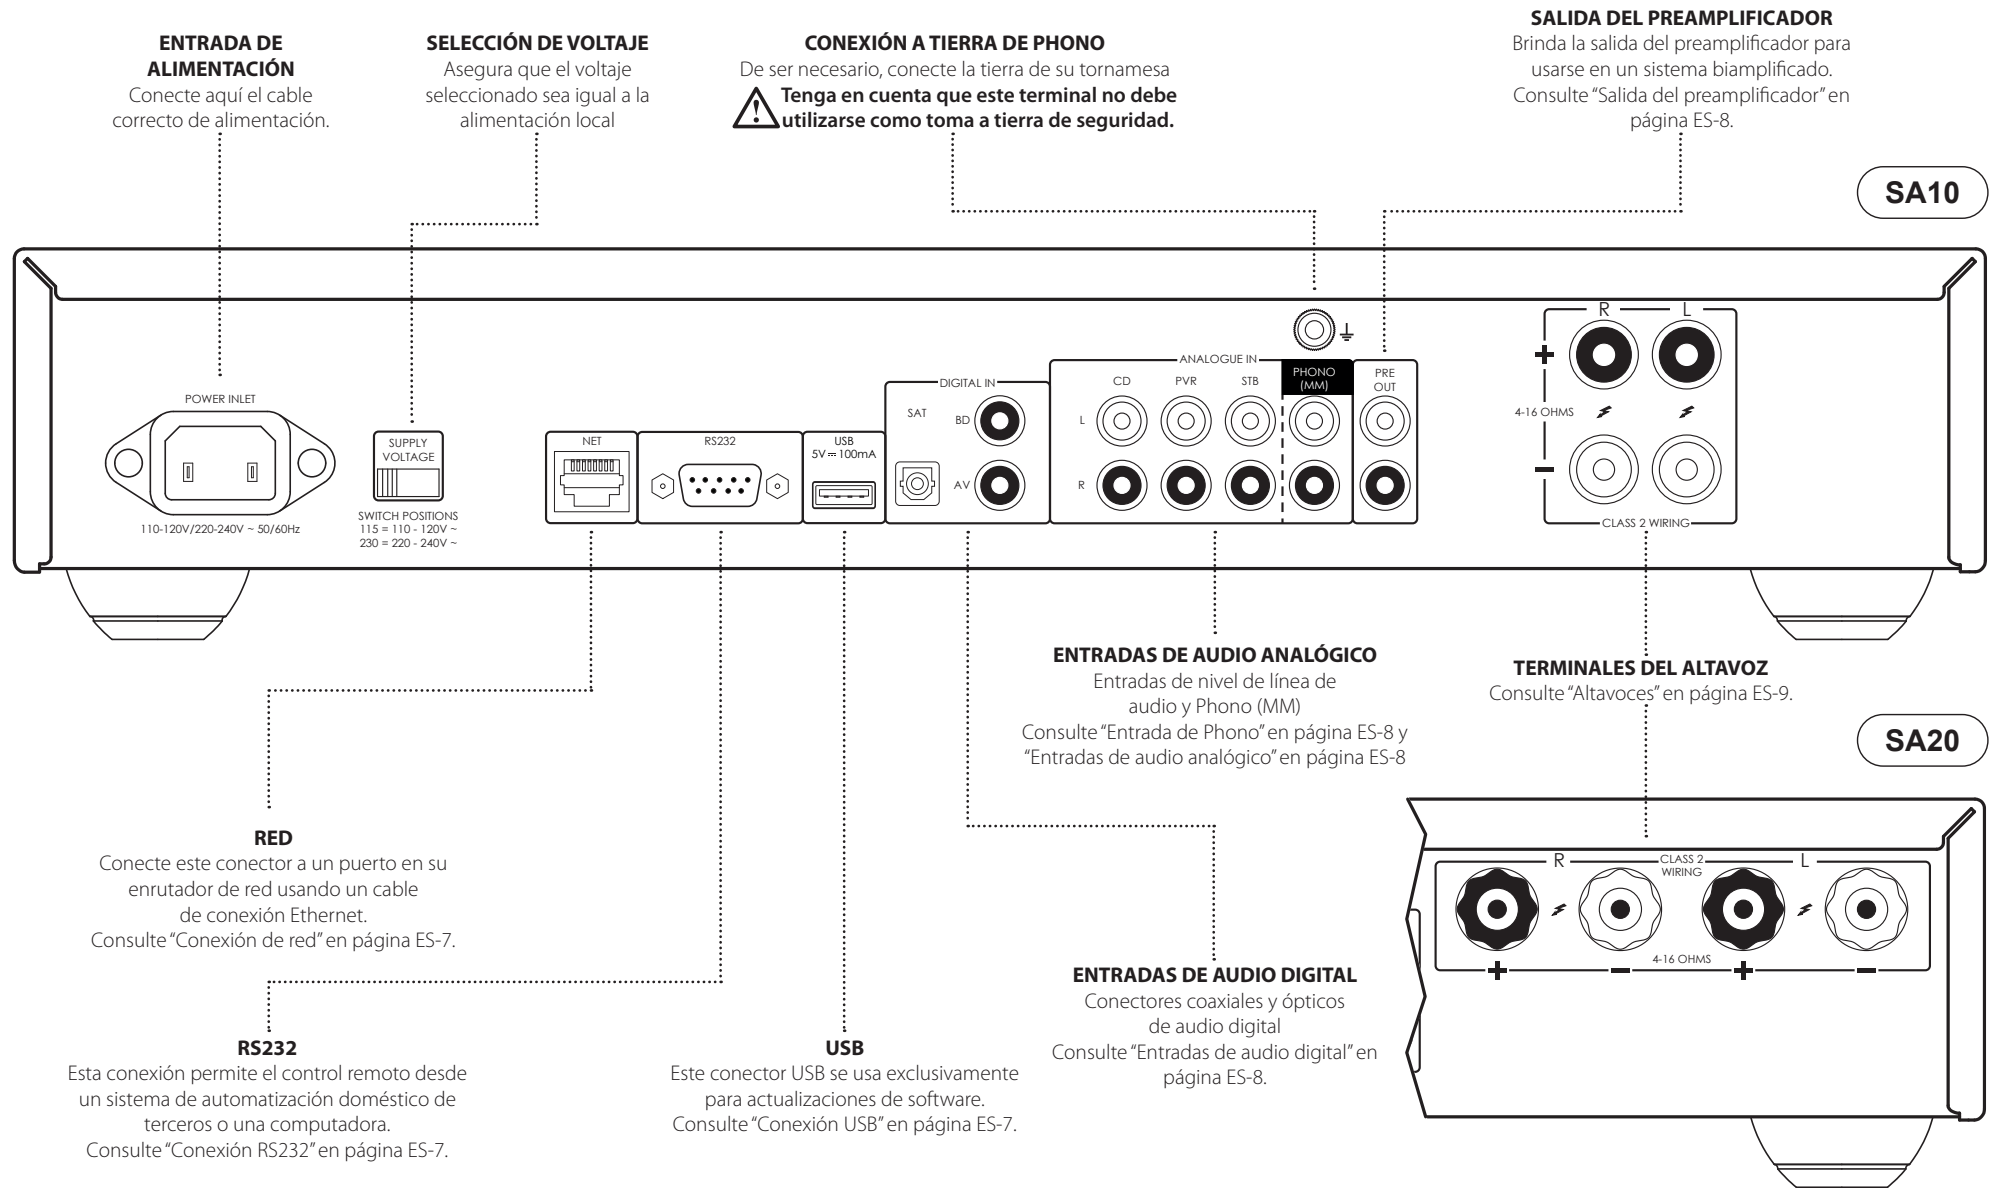 ENTRADA DE
ALIMENTACIÓN
Conecte aquí el cable
correcto de alimentación.
SELECCIÓN DE VOLTAJE
Asegura que el voltaje
seleccionado sea igual a la
alimentación local
CONEXIÓN A TIERRA DE PHONO
De ser necesario, conecte la tierra de su tornamesa
Tenga en cuenta que este terminal no debe
utilizarse como toma a tierra de seguridad.
SALIDA DEL PREAMPLIFICADOR
Brinda la salida del preamplificador para
usarse en un sistema biamplificado.
Consulte “Salida del preamplificador” en
página ES-8.
SA10
POWER INLET
110-120V/220-240V ~ 50/60Hz
SUPPLY
VOLTAGE
SWITCH POSITIONS
115 = 110 - 120V ~
230 = 220 - 240V ~
NET
RS232
USB
5V ⎓ 100mA
DIGITAL IN
SAT
BD
AV
ANALOGUE IN
CD
PVR
STB
PHONO
(MM)
L
R
PRE
OUT
R
L
+
4-16 OHMS
−
CLASS 2 WIRING
ENTRADAS DE AUDIO ANALÓGICO
Entradas de nivel de línea de
audio y Phono (MM)
Consulte “Entrada de Phono” en página ES-8 y
“Entradas de audio analógico” en página ES-8
TERMINALES DEL ALTAVOZ
Consulte “Altavoces” en página ES-9.
SA20
R
CLASS 2
WIRING
L
4-16 OHMS
+
−
+
−
RED
Conecte este conector a un puerto en su
enrutador de red usando un cable
de conexión Ethernet.
Consulte “Conexión de red” en página ES-7.
RS232
Esta conexión permite el control remoto desde
un sistema de automatización doméstico de
terceros o una computadora.
Consulte “Conexión RS232” en página ES-7.
USB
Este conector USB se usa exclusivamente
para actualizaciones de software.
Consulte “Conexión USB” en página ES-7.
ENTRADAS DE AUDIO DIGITAL
Conectores coaxiales y ópticos
de audio digital
Consulte “Entradas de audio digital” en
página ES-8.